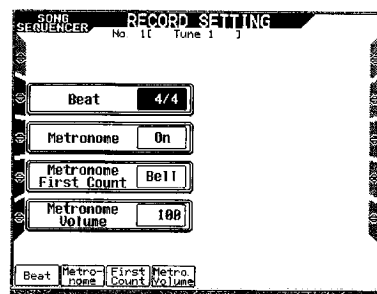 SONG SEQUENCER RECORD SETTING
No. 1[ Tune 1 ]
Beat 4/4
Metronome On
Metronome First Count Bell
Metronome Volume 100
Beat Metro-nome First Count Metro. Volume